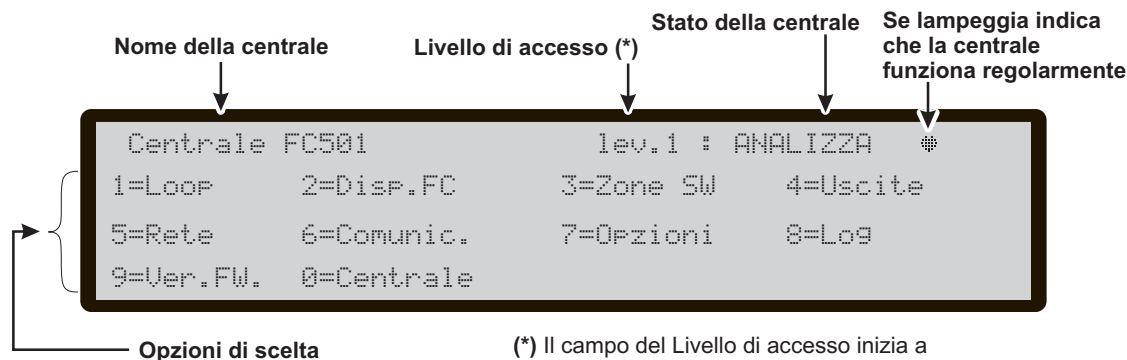 Nome della centrale
Livello di accesso (*)
Stato della centrale
Se lampeggia indica
che la centrale
funziona regolarmente
Centrale FC501 lev.1 : ANALIZZA
1=Loop 2=Disp.FC 3=Zone SW 4=Uscite
5=Rete 6=Comunic. 7=Opzioni 8=Log
9=Ver.FW. 0=Centrale
Opzioni di scelta
(*) Il campo del Livello di accesso inizia a